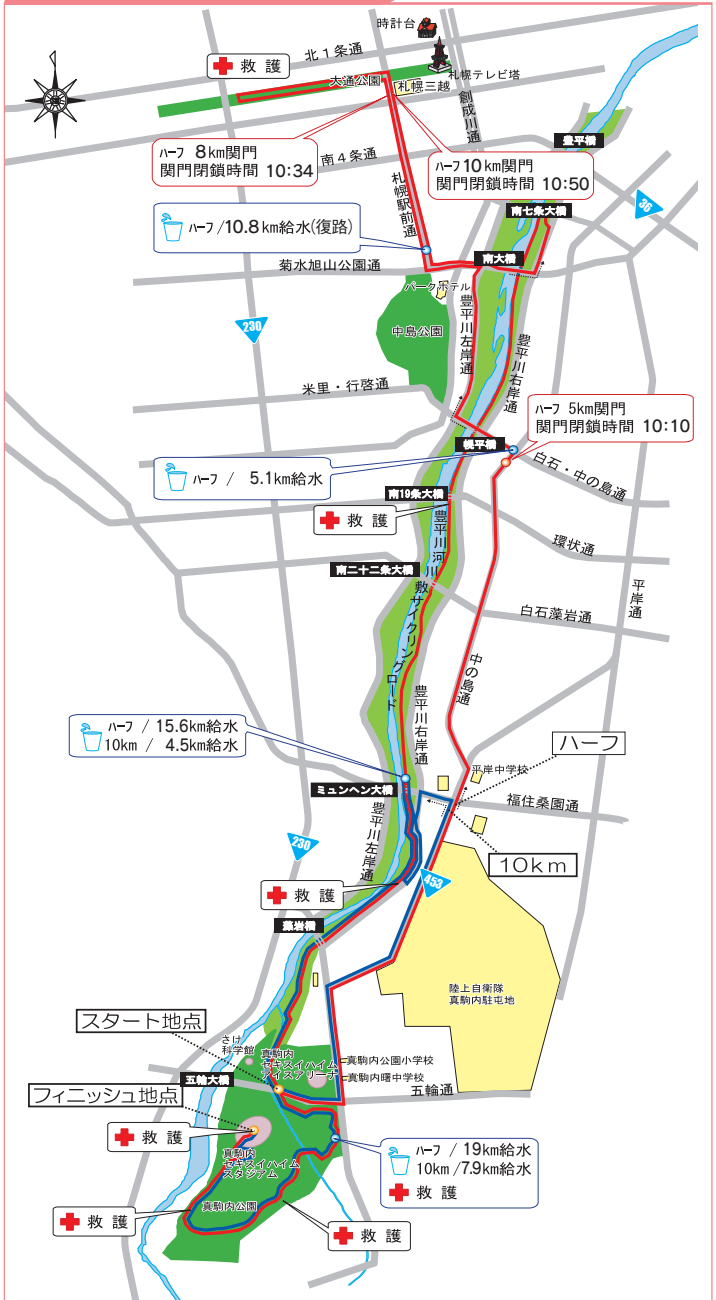 時計台
北1条通
救護
大通公園
札幌テレビ塔
札幌三越
創成川通
豊平橋
ハーフ 8km関門
関門閉鎖時間 10:34
南4条通
ハーフ10km関門
関門閉鎖時間 10:50
札幌駅前通
南七条大橋
36
ハーフ/10.8km給水(復路)
菊水旭山公園通
南大橋
パークホテル
中島公園
豊平川左岸通
豊平川右岸通
230
米里・行啓通
ハーフ 5km関門
関門閉鎖時間 10:10
幌平橋
白石・中の島通
ハーフ / 5.1km給水
南19条大橋
救護
豊平川河川敷サイクリングロード
環状通
南二十二条大橋
平岸通
白石藻岩通
中の島通
豊平川右岸通
ハーフ / 15.6km給水
10km / 4.5km給水
ハーフ
平岸中学校
ミュンヘン大橋
福住桑園通
豊平川左岸通
230
10km
453
救護
藻岩橋
陸上自衛隊
真駒内駐屯地
スタート地点
さけ
科学館
真駒内
セキスイハイム
アイスアリーナ
真駒内公園小学校
真駒内曙中学校
五輪大橋
五輪通
フィニッシュ地点
救護
真駒内
セキスイハイム
スタジアム
ハーフ / 19km給水
10km /7.9km給水
救護
真駒内公園
救護
救護